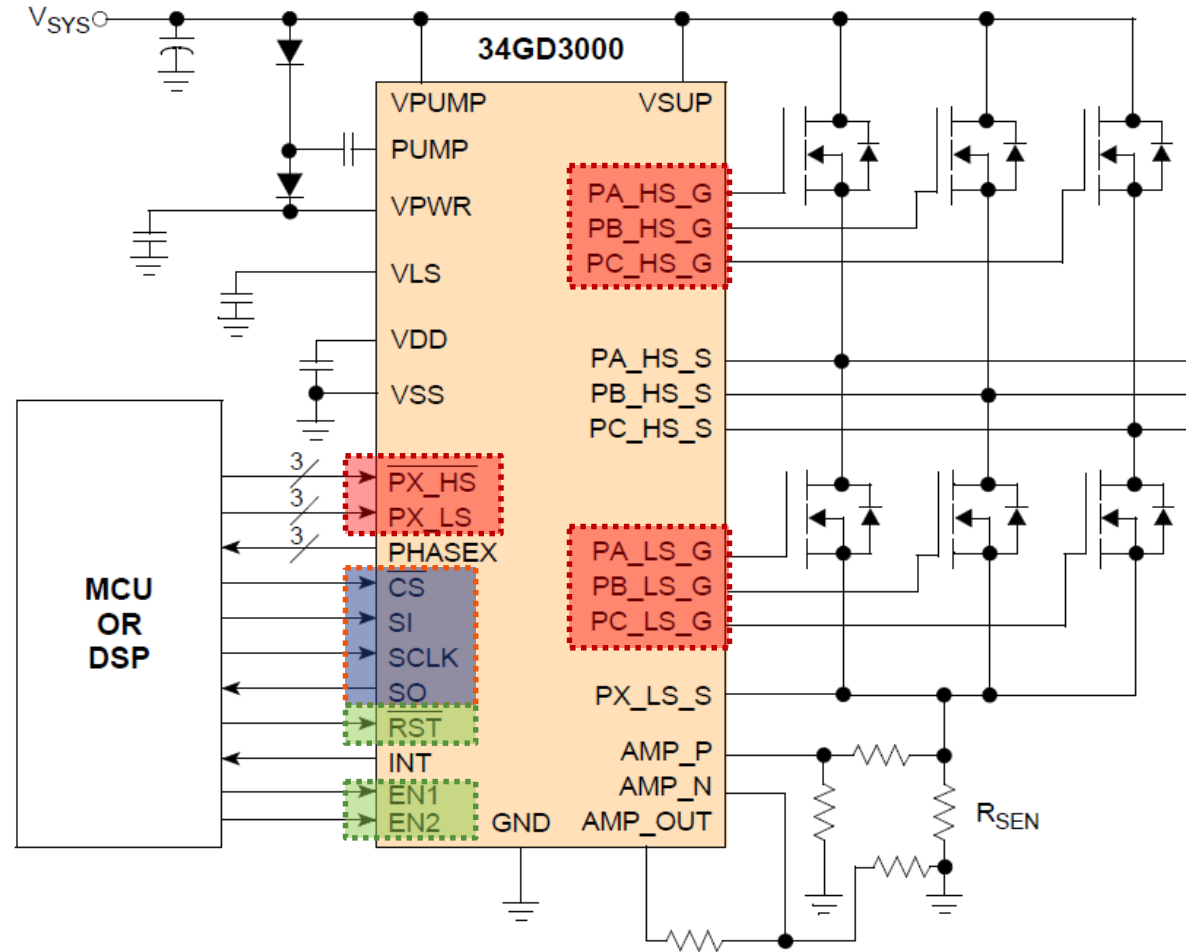 VSYS
34GD3000
VPUMP
VSUP
PUMP
VPWR
VLS
VDD
VSS
PA_HS_G
PB_HS_G
PC_HS_G
PA_HS_S
PB_HS_S
PC_HS_S
MCU
OR
DSP
3
PX_HS
3
PX_LS
3
PHASEX
CS
SI
SCLK
SO
RST
INT
EN1
EN2
GND
PA_LS_G
PB_LS_G
PC_LS_G
PX_LS_S
AMP_P
AMP_N
AMP_OUT
RSEN